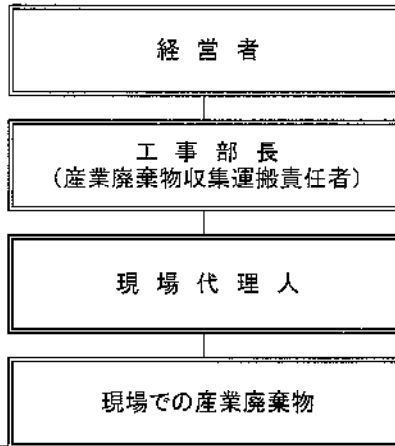 経営者
工事部長
(産業廃棄物収集運搬責任者)
現場代理人
現場での産業廃棄物